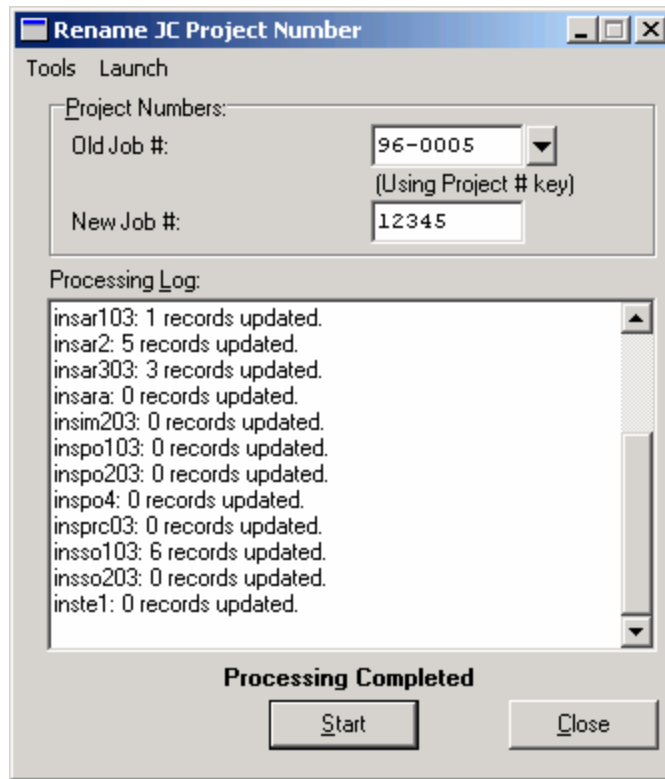 Rename JC Project Number
Tools Launch
Project Numbers:
Old Job #: 96-0005
(Using Project # key)
New Job #: 12345
Processing Log:
insar103: 1 records updated.
insar2: 5 records updated.
insar303: 3 records updated.
insara: 0 records updated.
insim203: 0 records updated.
inspo103: 0 records updated.
inspo203: 0 records updated.
inspo4: 0 records updated.
insprc03: 0 records updated.
insso103: 6 records updated.
insso203: 0 records updated.
inste1: 0 records updated.
Processing Completed
Start Close